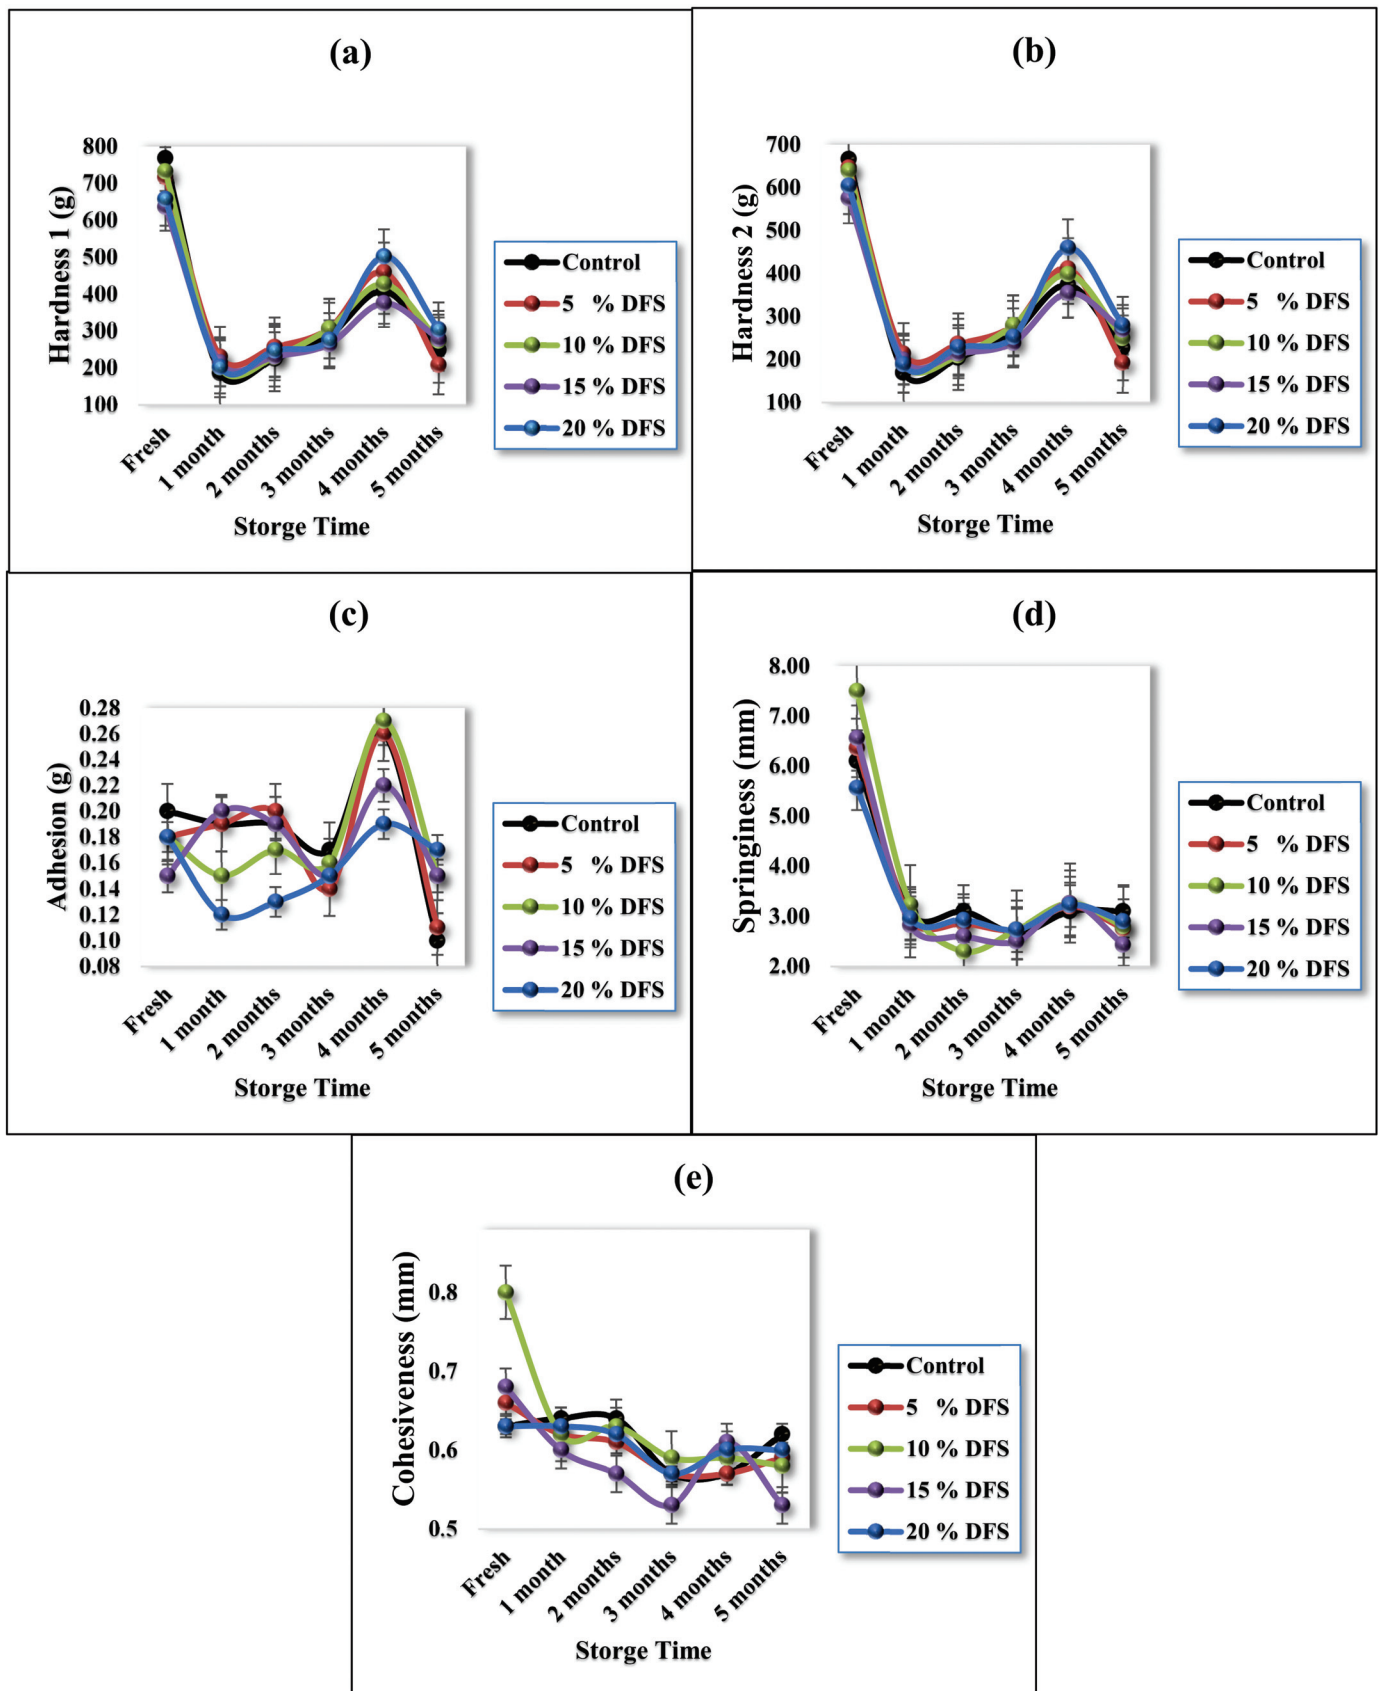 (a)
800
700
600
500
400
300
200
100
Hardness 1 (g)
Fresh
1 month
2 months
3 months
4 months
5 months
Storge Time
Control
5 % DFS
10 % DFS
15 % DFS
20 % DFS
(b)
700
600
500
400
300
200
100
Hardness 2 (g)
Fresh
1 month
2 months
3 months
4 months
5 months
Storge Time
Control
5 % DFS
10 % DFS
15 % DFS
20 % DFS
(c)
0.28
0.26
0.24
0.22
0.20
0.18
0.16
0.14
0.12
0.10
0.08
Adhesion (g)
Fresh
1 month
2 months
3 months
4 months
5 months
Storge Time
Control
5 % DFS
10 % DFS
15 % DFS
20 % DFS
(d)
8.00
7.00
6.00
5.00
4.00
3.00
2.00
Springiness (mm)
Fresh
1 month
2 months
3 months
4 months
5 months
Storge Time
Control
5 % DFS
10 % DFS
15 % DFS
20 % DFS
(e)
0.8
0.7
0.6
0.5
Cohesiveness (mm)
Fresh
1 month
2 months
3 months
4 months
5 months
Storge Time
Control
5 % DFS
10 % DFS
15 % DFS
20 % DFS